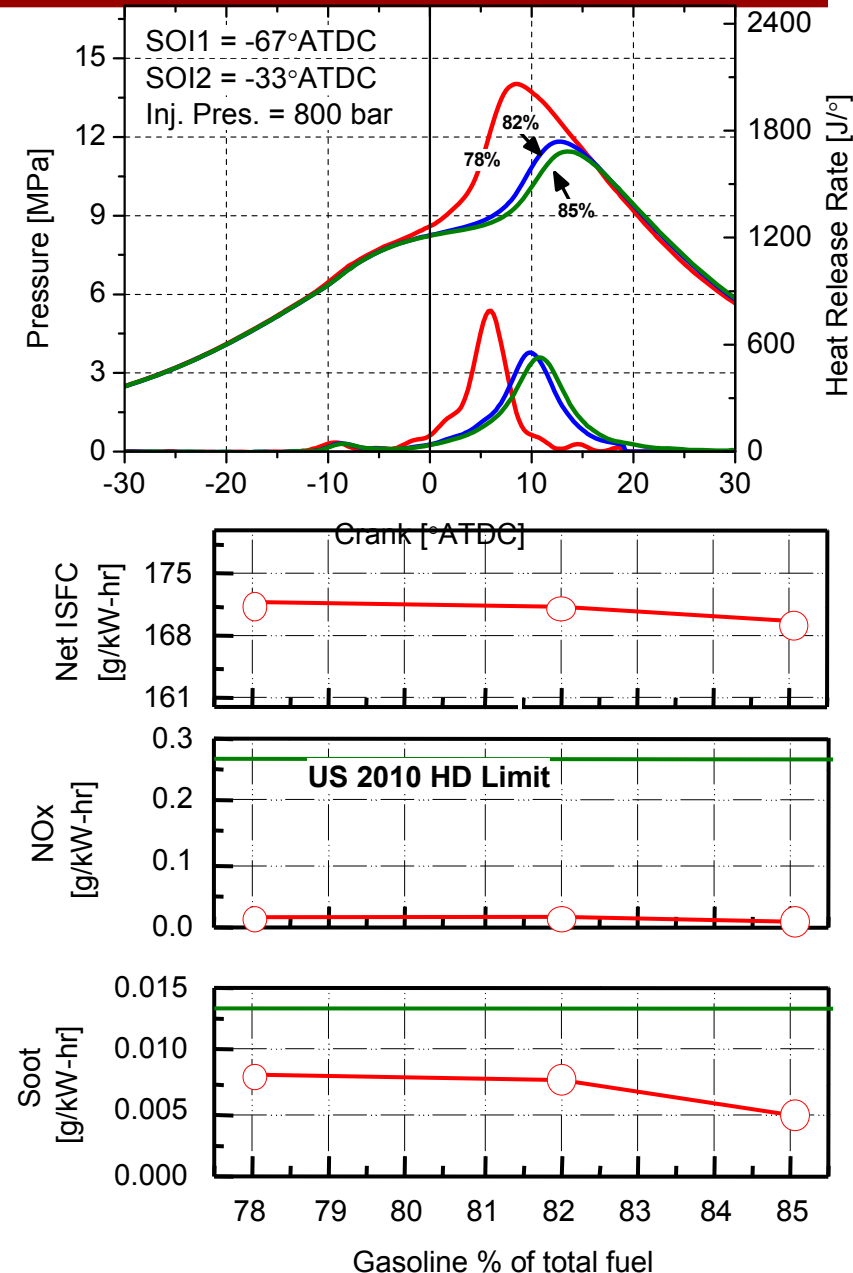 SOI1 = -67°ATDC
SOI2 = -33°ATDC
Inj. Pres. = 800 bar
82%
78%
85%
Pressure [MPa]
15
12
9
6
3
0
Heat Release Rate [J/°]
2400
1800
1200
600
0
-30 -20 -10 0 10 20 30
Crank [°ATDC]
Net ISFC
[g/kW-hr]
175
168
161
NOx
[g/kW-hr]
0.3
0.2
0.1
0.0
US 2010 HD Limit
Soot
[g/kW-hr]
0.015
0.010
0.005
0.000
78 79 80 81 82 83 84 85
Gasoline % of total fuel